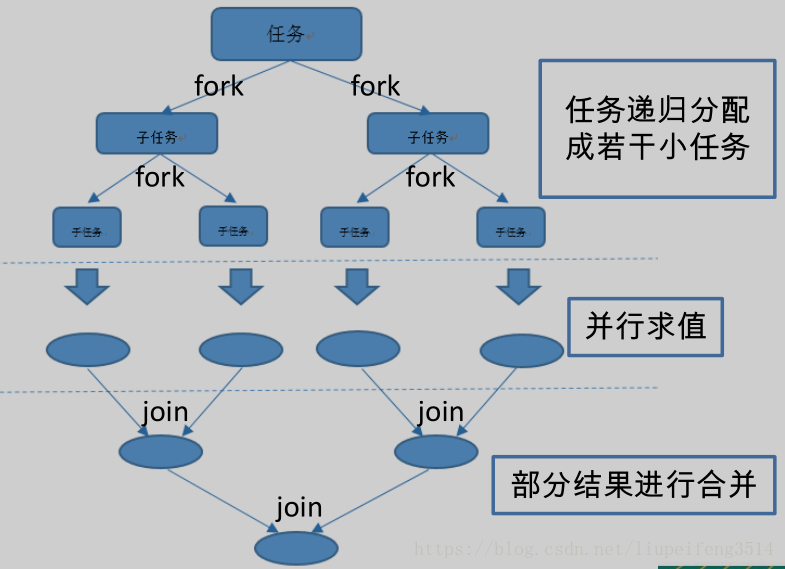 任务
fork
fork
子任务
子任务
任务递归分配
成若干小任务
fork
fork
子任务
子任务
子任务
子任务
并行求值
join
join
部分结果进行合并
join
https://blog.csdn.net/liupeifeng3514